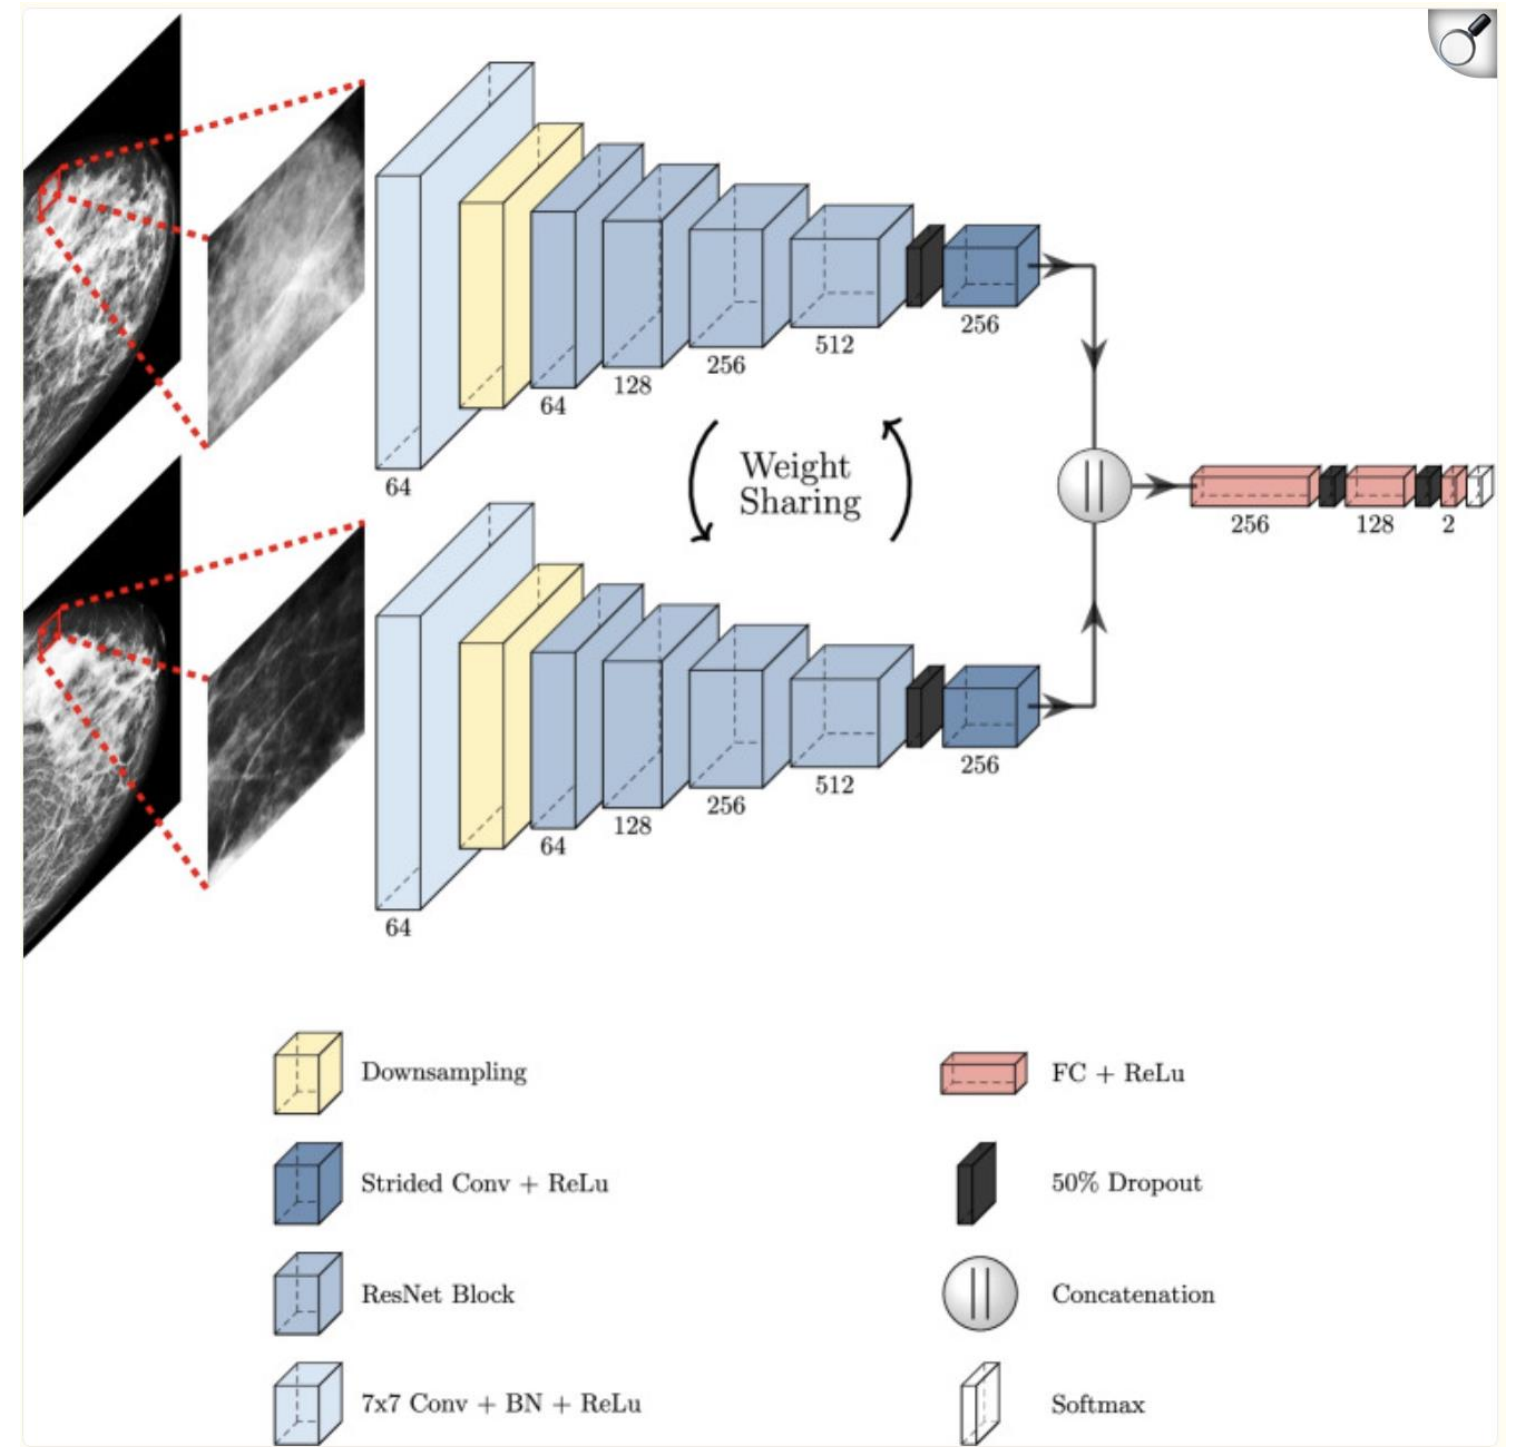 64
64
128
256
512
256
Weight
Sharing
256
128
2
64
64
128
256
512
256
Downsampling
Strided Conv + ReLu
ResNet Block
7x7 Conv + BN + ReLu
FC + ReLu
50% Dropout
Concatenation
Softmax